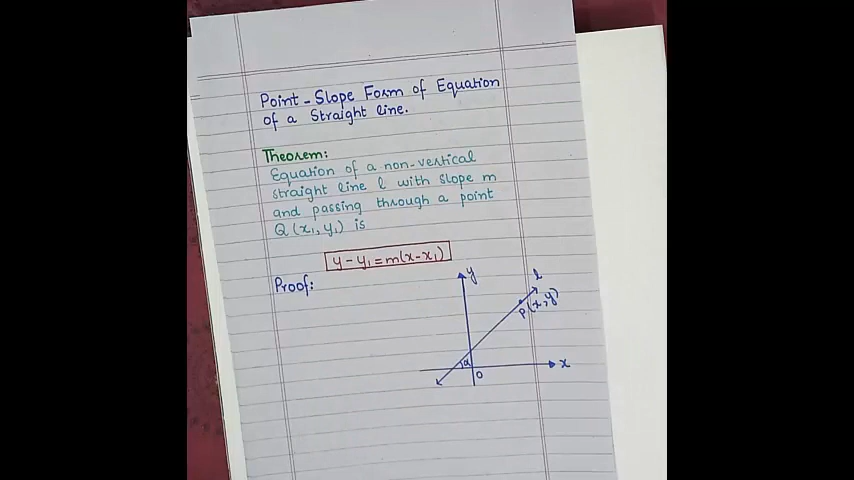 Point - Slope Form of Equation
of a Straight line.
Theorem:
Equation of a non-vertical
straight line l with slope m
and passing through a point
Q (x₁, y₁) is
y - y₁ = m(x - x₁)
Proof:
y
l
P(x, y)
α
x
O